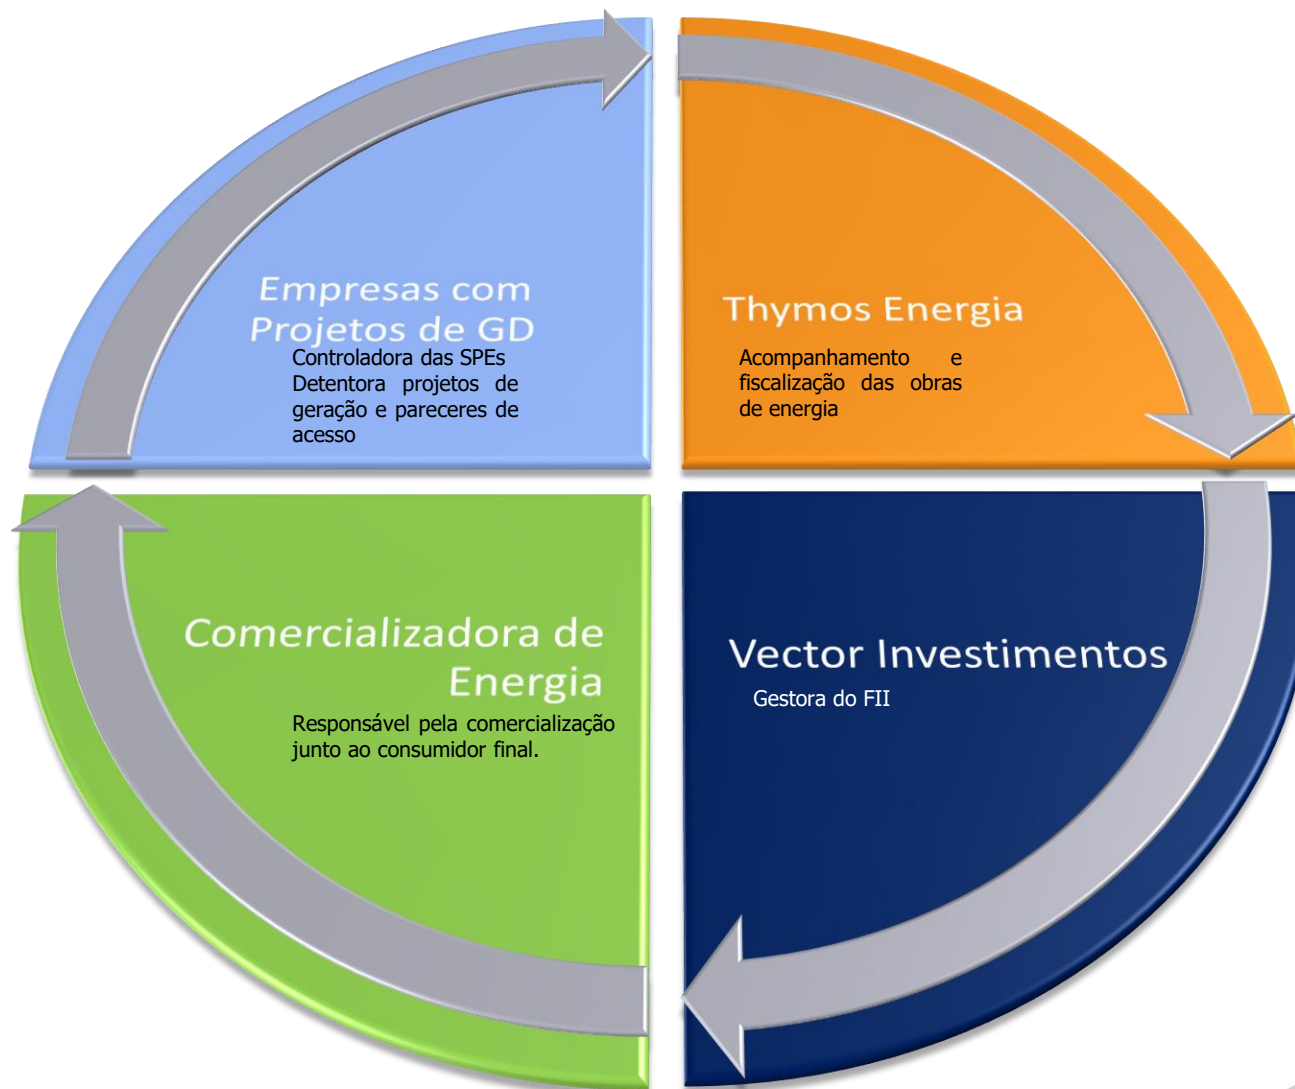 Empresas com
Projetos de GD
Controladora das SPEs
Detentora projetos de
geração e pareceres de
acesso
Thymos Energia
Acompanhamento e
fiscalização das obras
de energia
Comercializadora de
Energia
Responsável pela comercialização
junto ao consumidor final.
Vector Investimentos
Gestora do FII